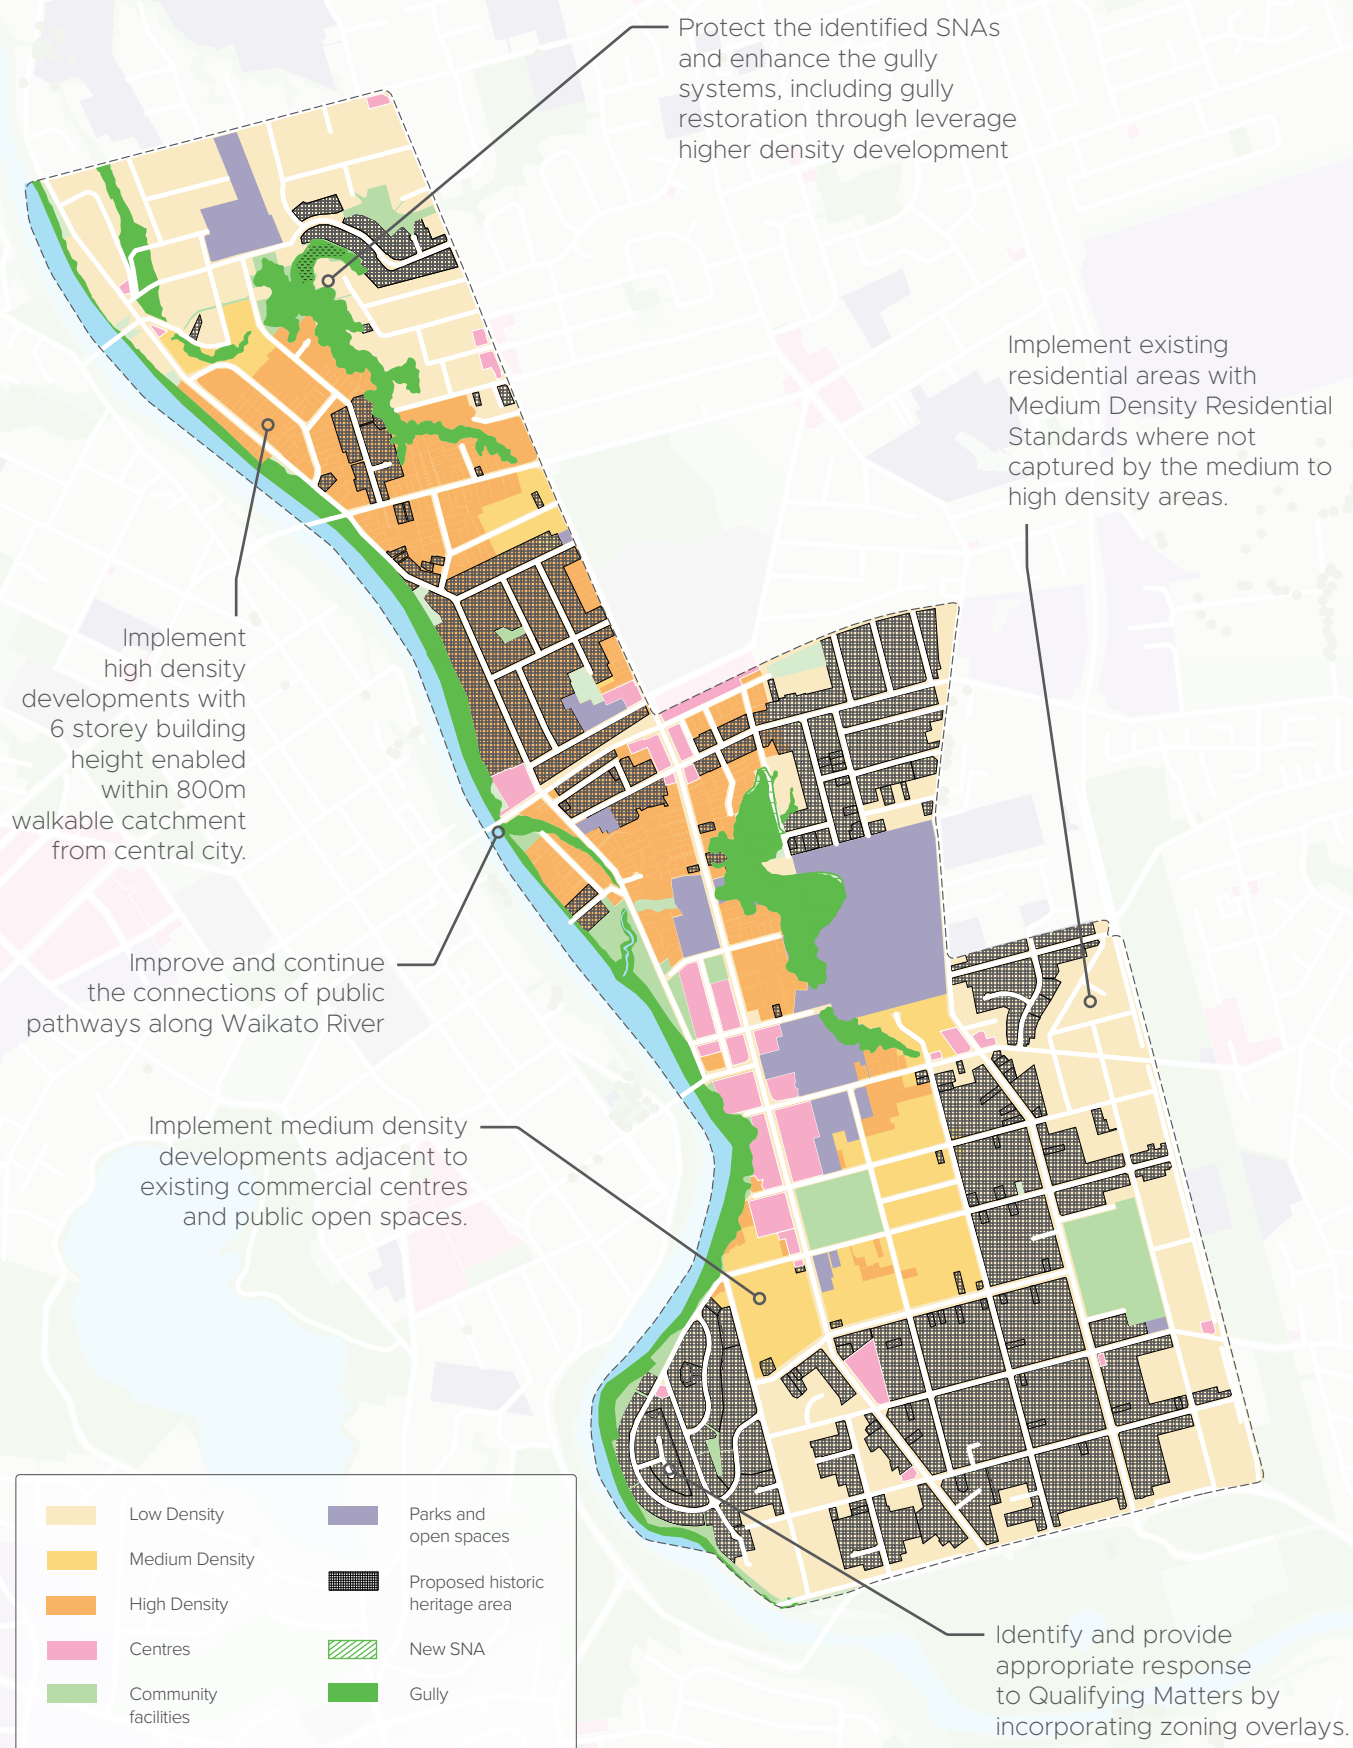 Protect the identified SNAs
and enhance the gully
systems, including gully
restoration through leverage
higher density development
Implement existing
residential areas with
Medium Density Residential
Standards where not
captured by the medium to
high density areas.
Implement
high density
developments with
6 storey building
height enabled
within 800m
walkable catchment
from central city.
Improve and continue
the connections of public
pathways along Waikato River
Implement medium density
developments adjacent to
existing commercial centres
and public open spaces.
Low Density
Medium Density
High Density
Centres
Community
facilities
Parks and
open spaces
Proposed historic
heritage area
New SNA
Gully
Identify and provide
appropriate response
to Qualifying Matters by
incorporating zoning overlays.